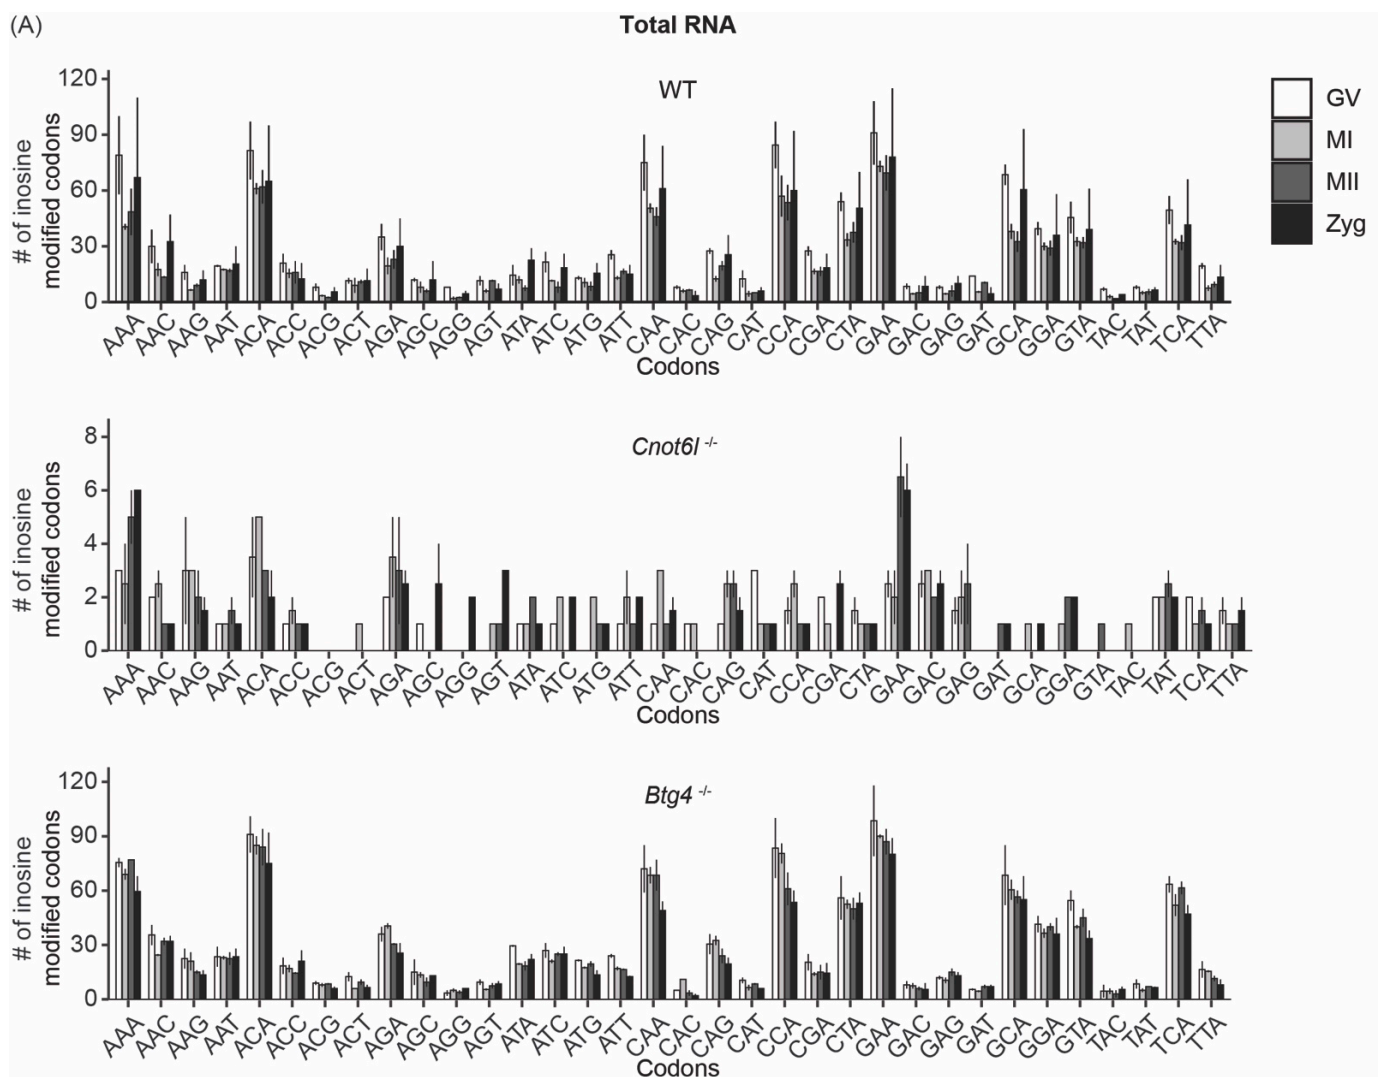 (A)
Total RNA
WT
# of inosine
modified codons
120
90
60
30
0
AAA AAC AAG AAT ACA ACC ACG ACT AGA AGC AGG AGT ATA ATC ATG ATT CAA CAC CAG CAT CCA CGA CTA GAA GAC GAG GAT GCA GGA GTA TAC TAT TCA TTA
Codons
GV
MI
MII
Zyg
Cnot6l -/-
# of inosine
modified codons
8
6
4
2
0
AAA AAC AAG AAT ACA ACC ACG ACT AGA AGC AGG AGT ATA ATC ATG ATT CAA CAC CAG CAT CCA CGA CTA GAA GAC GAG GAT GCA GGA GTA TAC TAT TCA TTA
Codons
Btg4 -/-
# of inosine
modified codons
120
90
60
30
0
AAA AAC AAG AAT ACA ACC ACG ACT AGA AGC AGG AGT ATA ATC ATG ATT CAA CAC CAG CAT CCA CGA CTA GAA GAC GAG GAT GCA GGA GTA TAC TAT TCA TTA
Codons